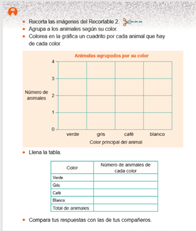 Recorta las imágenes del Recortable 2.
Agrupa a los animales según su color
Colorea en la gráfica un cuadrito por cada animal que hay
de cada color.
Animales agrupados por su color
4
3
Número de
animales
2
1
0
verde gris café blanco
Color principal del animal
Llena la tabla.
Color Número de animales de
cada color
Verde
Gris
Café
Blanco
Total de animales
Compara tus respuestas con las de tus compañeros.